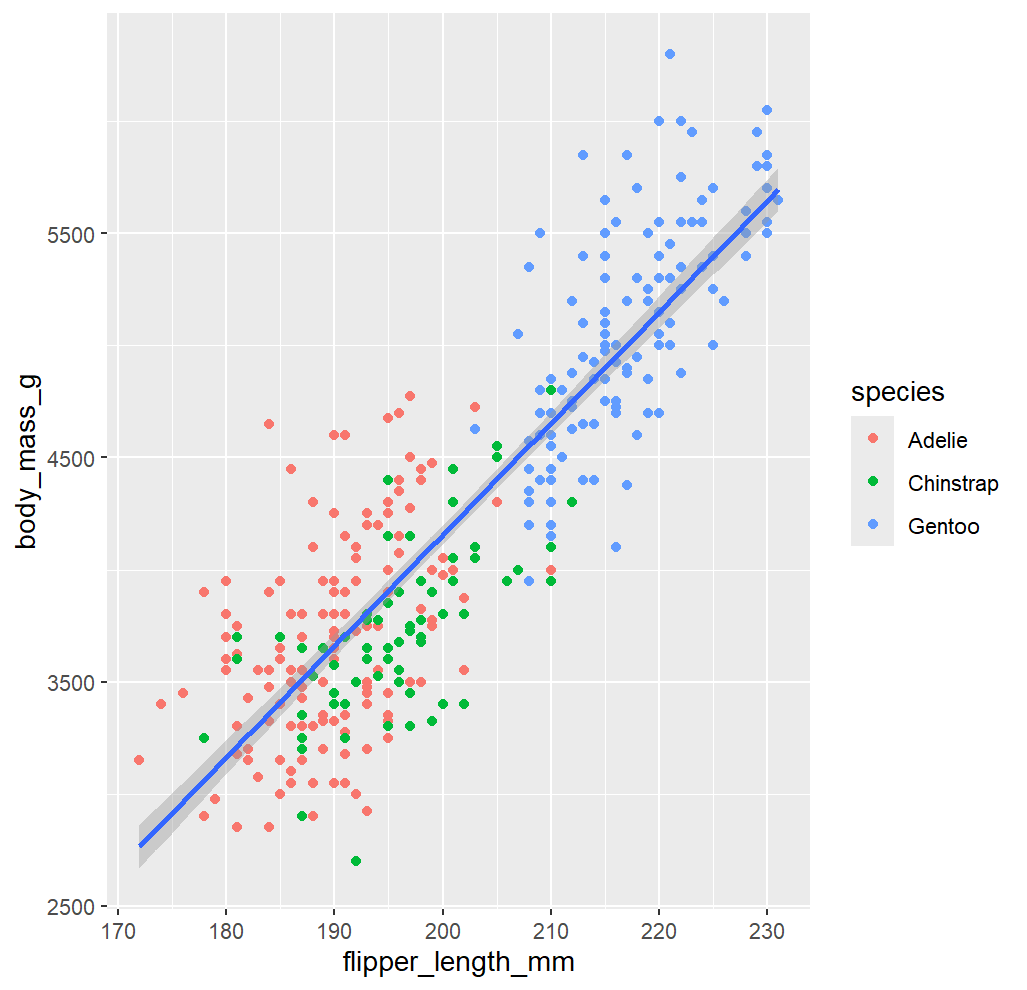 body_mass_g
5500
4500
3500
2500
170 180 190 200 210 220 230
flipper_length_mm
species
Adelie
Chinstrap
Gentoo